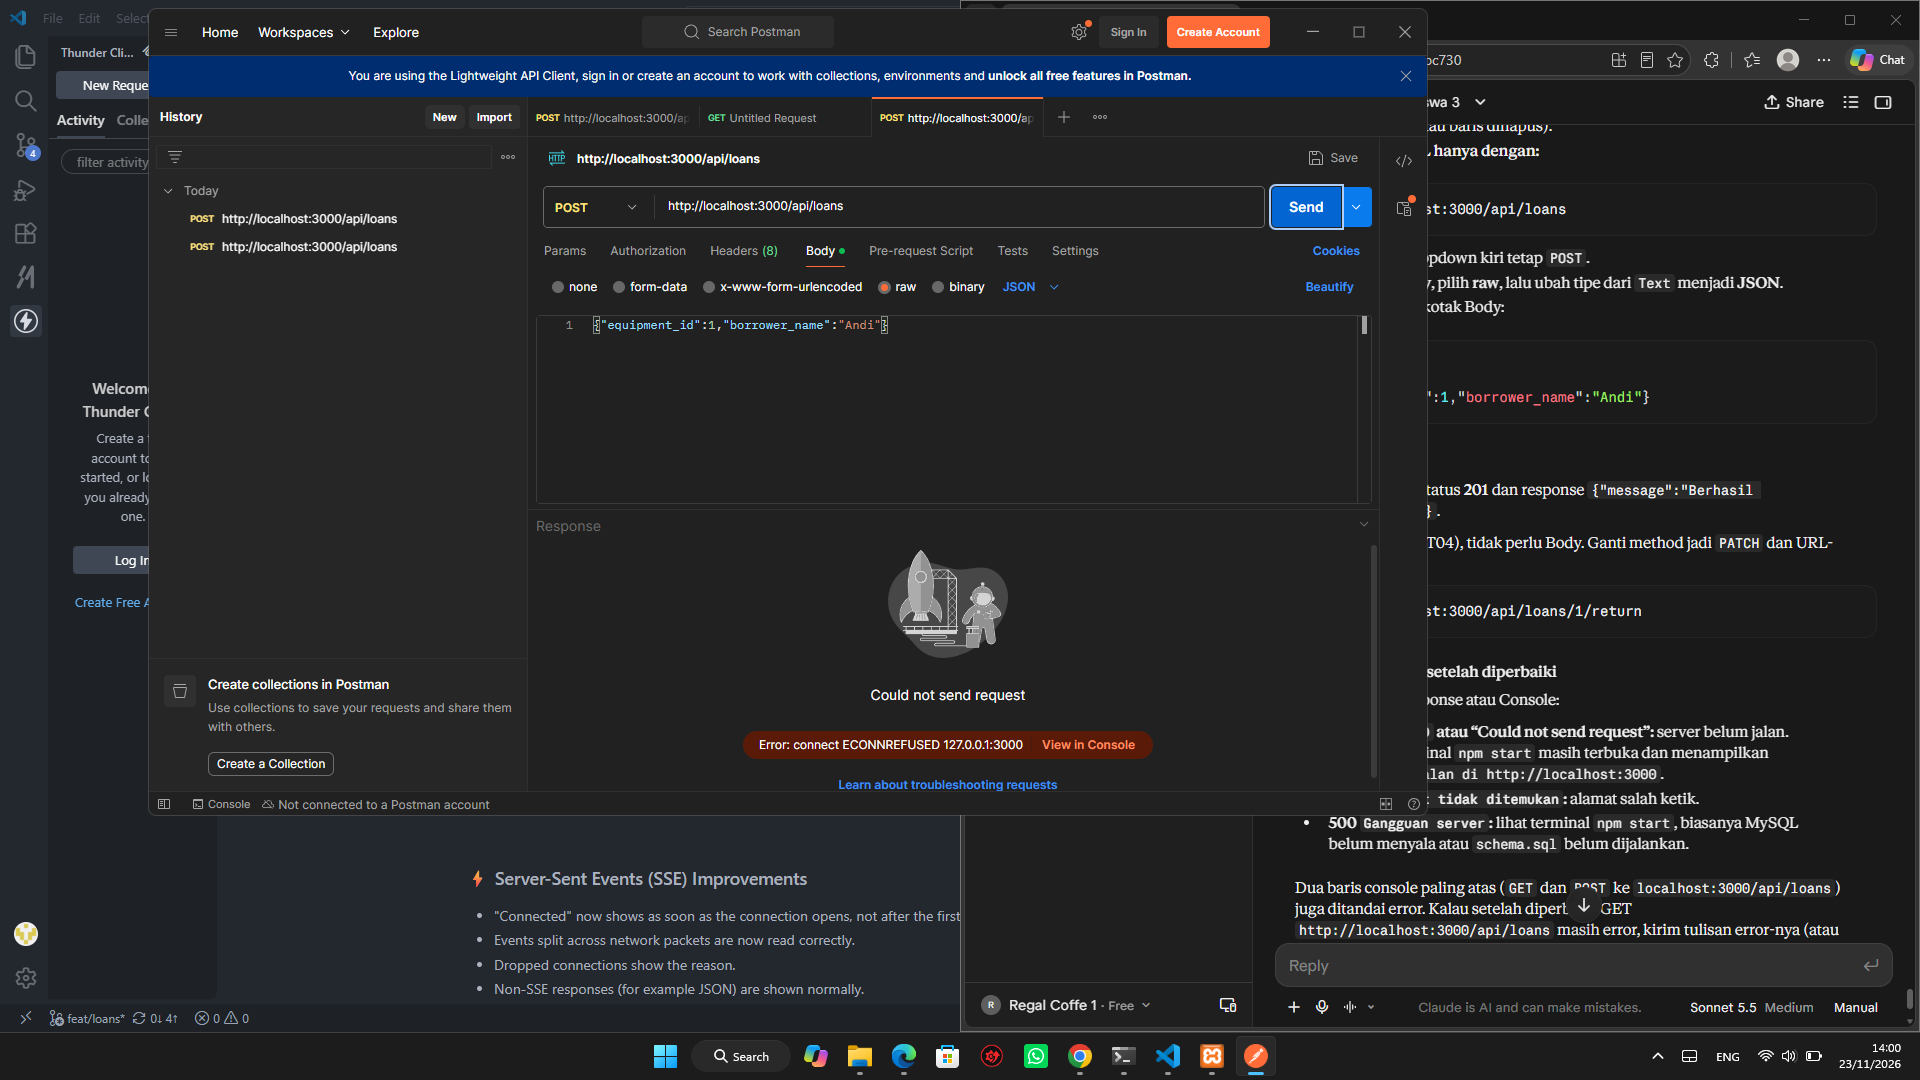 File Edit Select
Thunder Cli...
New Reque
Activity Colle
filter activity
Welcom
Thunder C
Create a
account to
started, or l
you already
one.
Log In
Create Free A
4
Home Workspaces Explore
Search Postman
Sign In Create Account
You are using the Lightweight API Client, sign in or create an account to work with collections, environments and unlock all free features in Postman.
History New Import
Today
POST http://localhost:3000/api/loans
POST http://localhost:3000/api/loans
Create collections in Postman
Use collections to save your requests and share them
with others.
Create a Collection
POST http://localhost:3000/ap GET Untitled Request POST http://localhost:3000/ap
HTTP http://localhost:3000/api/loans Save
POST http://localhost:3000/api/loans Send
Params Authorization Headers (8) Body Pre-request Script Tests Settings Cookies
none form-data x-www-form-urlencoded raw binary JSON Beautify
1 {"equipment_id":1,"borrower_name":"Andi"}
Response
Could not send request
Error: connect ECONNREFUSED 127.0.0.1:3000 View in Console
Learn about troubleshooting requests
Console Not connected to a Postman account
Server-Sent Events (SSE) Improvements
• "Connected" now shows as soon as the connection opens, not after the first
• Events split across network packets are now read correctly.
• Dropped connections show the reason.
• Non-SSE responses (for example JSON) are shown normally.
feat/loans* 0↓ 4↑ 0 0
oc730
Chat
swa 3 Share
au baris dihapus).
L hanya dengan:
st:3000/api/loans
opdown kiri tetap POST.
y, pilih raw, lalu ubah tipe dari Text menjadi JSON.
kotak Body:
":1,"borrower_name":"Andi"}
tatus 201 dan response {"message":"Berhasil
}.
T04), tidak perlu Body. Ganti method jadi PATCH dan URL-
st:3000/api/loans/1/return
setelah diperbaiki
ponse atau Console:
atau “Could not send request”: server belum jalan.
inal npm start masih terbuka dan menampilkan
alan di http://localhost:3000.
tidak ditemukan: alamat salah ketik.
• 500 Gangguan server: lihat terminal npm start, biasanya MySQL
belum menyala atau schema.sql belum dijalankan.
Dua baris console paling atas (GET dan POST ke localhost:3000/api/loans)
juga ditandai error. Kalau setelah diperb GET
http://localhost:3000/api/loans masih error, kirim tulisan error-nya (atau
Reply
Claude is AI and can make mistakes. Sonnet 5.5 Medium Manual
R Regal Coffe 1 · Free
Search
ENG
14:00
23/11/2026